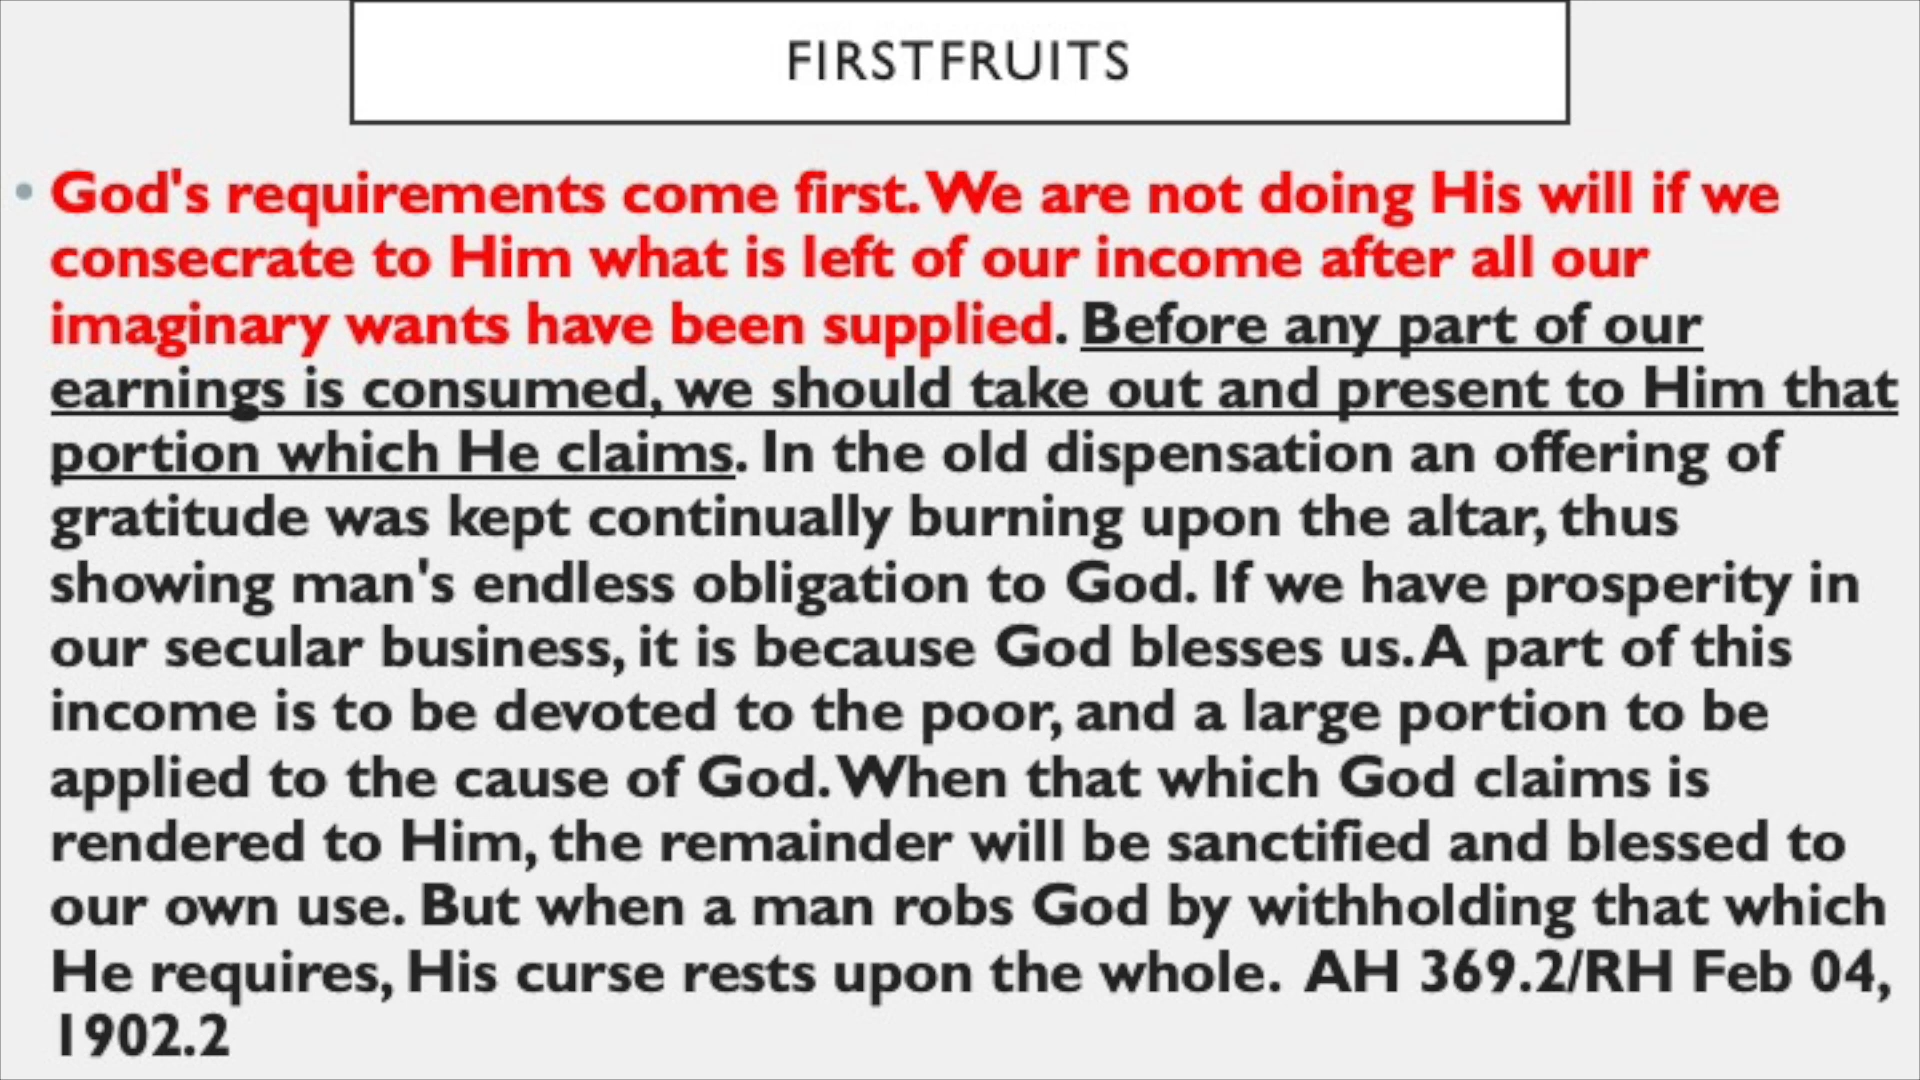 FIRSTFRUITS
• God's requirements come first. We are not doing His will if we
consecrate to Him what is left of our income after all our
imaginary wants have been supplied. Before any part of our
earnings is consumed, we should take out and present to Him that
portion which He claims. In the old dispensation an offering of
gratitude was kept continually burning upon the altar, thus
showing man's endless obligation to God. If we have prosperity in
our secular business, it is because God blesses us. A part of this
income is to be devoted to the poor, and a large portion to be
applied to the cause of God. When that which God claims is
rendered to Him, the remainder will be sanctified and blessed to
our own use. But when a man robs God by withholding that which
He requires, His curse rests upon the whole. AH 369.2/RH Feb 04,
1902.2